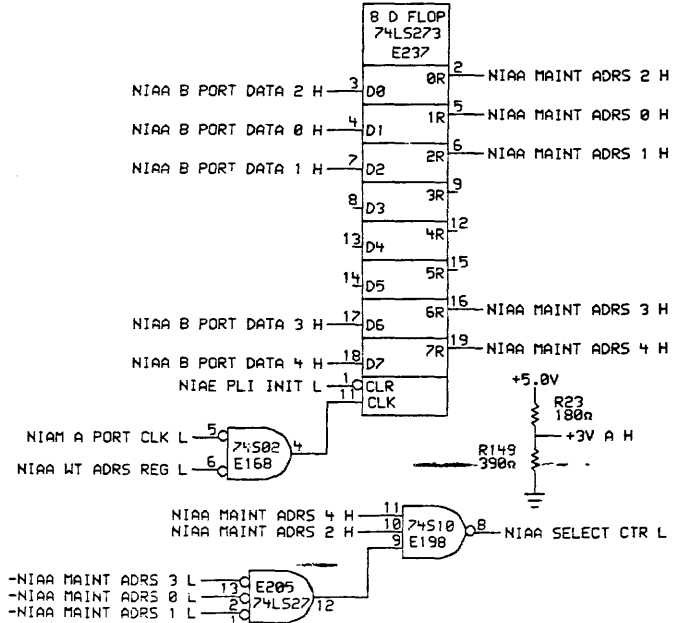 8 D FLOP
74LS273
E237
NIAA B PORT DATA 2 H 3 D0 0R 2 NIAA MAINT ADRS 2 H
NIAA B PORT DATA 0 H 4 D1 1R 5 NIAA MAINT ADRS 0 H
NIAA B PORT DATA 1 H 7 D2 2R 6 NIAA MAINT ADRS 1 H
8 D3 3R 9
13 D4 4R 12
14 D5 5R 15
NIAA B PORT DATA 3 H 17 D6 6R 16 NIAA MAINT ADRS 3 H
NIAA B PORT DATA 4 H 18 D7 7R 19 NIAA MAINT ADRS 4 H
NIAE PLI INIT L 1 CLR
11 CLK
+5.0V
R23
180Ω
+3V A H
R149
390Ω
NIAM A PORT CLK L 5
74S02 4
E168
NIAA WT ADRS REG L 6
NIAA MAINT ADRS 4 H 11
NIAA MAINT ADRS 2 H 10
9
74S10
E198
8 NIAA SELECT CTR L
-NIAA MAINT ADRS 3 L 13
-NIAA MAINT ADRS 0 L 2
-NIAA MAINT ADRS 1 L 1
E205
74LS27 12